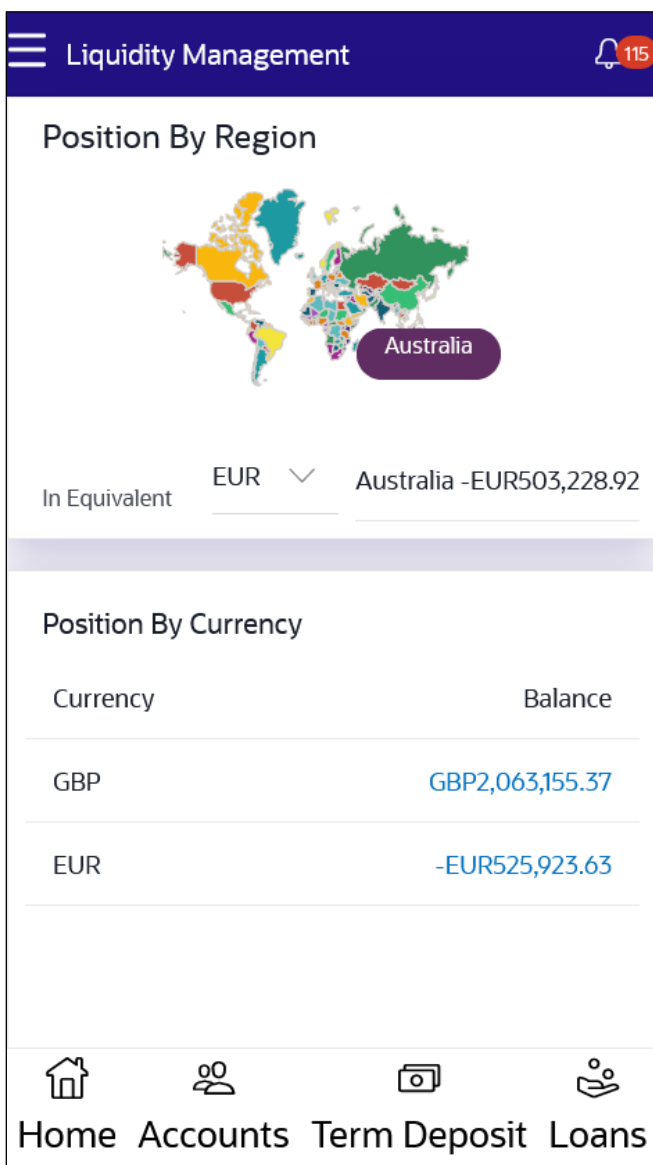 Liquidity Management
115
Position By Region
Australia
In Equivalent EUR Australia -EUR503,228.92
Position By Currency
Currency Balance
GBP GBP2,063,155.37
EUR -EUR525,923.63
Home Accounts Term Deposit Loans